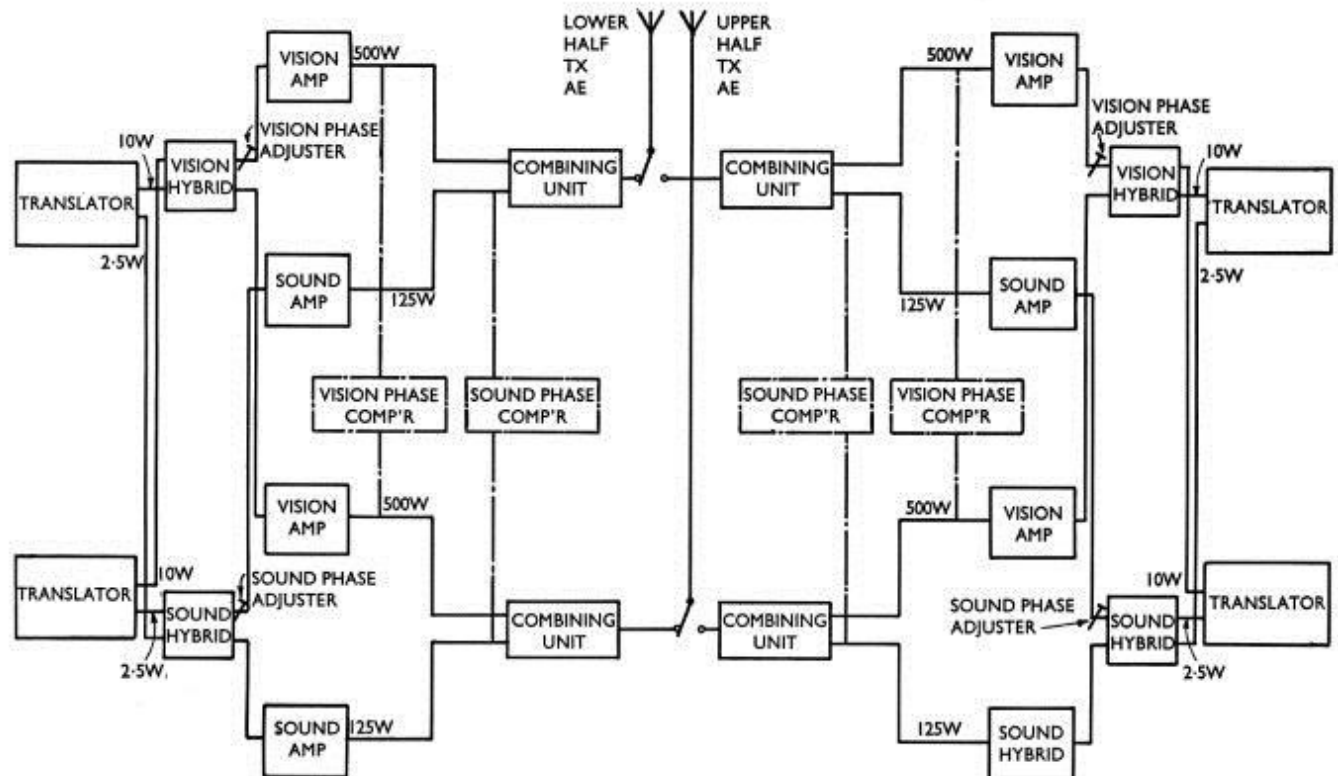 LOWER
HALF
TX
AE
UPPER
HALF
TX
AE
VISION
AMP
500W
VISION PHASE
ADJUSTER
10W
VISION
HYBRID
TRANSLATOR
2·5W
COMBINING
UNIT
SOUND
AMP
125W
VISION PHASE
COMP'R
SOUND PHASE
COMP'R
VISION
AMP
500W
TRANSLATOR
10W
SOUND PHASE
ADJUSTER
SOUND
HYBRID
2·5W
COMBINING
UNIT
SOUND
AMP
125W
500W
VISION
AMP
VISION PHASE
ADJUSTER
10W
COMBINING
UNIT
VISION
HYBRID
TRANSLATOR
2·5W
125W
SOUND
AMP
SOUND PHASE
COMP'R
VISION PHASE
COMP'R
500W
VISION
AMP
10W
TRANSLATOR
SOUND PHASE
ADJUSTER
SOUND
HYBRID
2·5W
COMBINING
UNIT
125W
SOUND
HYBRID